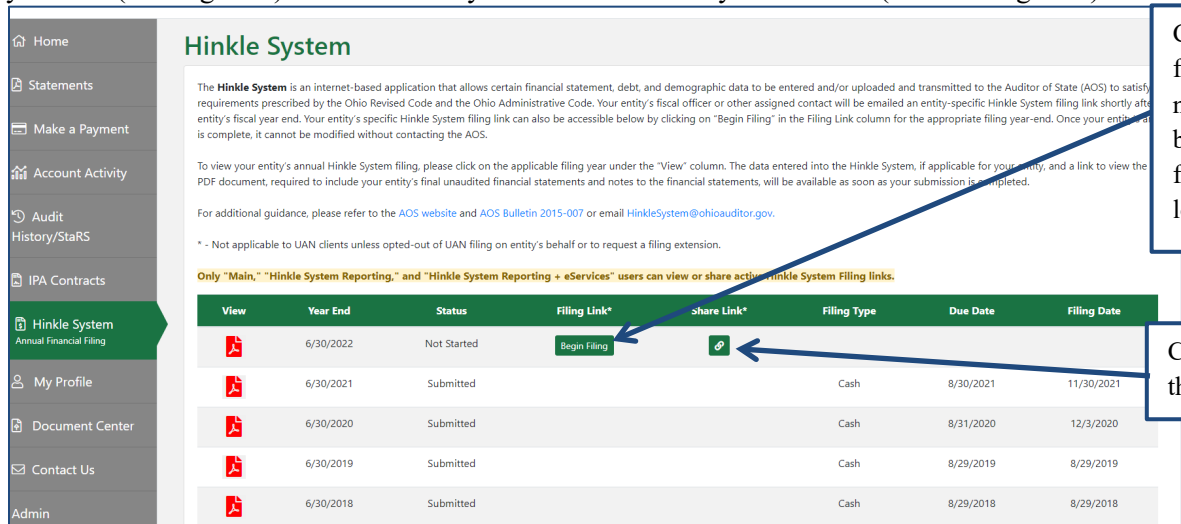 Home
Statements
Make a Payment
Account Activity
Audit
History/StaRS
IPA Contracts
Hinkle System
Annual Financial Filing
My Profile
Document Center
Contact Us
Admin
Hinkle System
The Hinkle System is an internet-based application that allows certain financial statement, debt, and demographic data to be entered and/or uploaded and transmitted to the Auditor of State (AOS) to satisfy
requirements prescribed by the Ohio Revised Code and the Ohio Administrative Code. Your entity's fiscal officer or other assigned contact will be emailed an entity-specific Hinkle System filing link shortly afte
entity's fiscal year end. Your entity's specific Hinkle System filing link can also be accessible below by clicking on "Begin Filing" in the Filing Link column for the appropriate filing year-end. Once your entity's
is complete, it cannot be modified without contacting the AOS.
To view your entity's annual Hinkle System filing, please click on the applicable filing year under the "View" column. The data entered into the Hinkle System, if applicable for your entity, and a link to view the
PDF document, required to include your entity's final unaudited financial statements and notes to the financial statements, will be available as soon as your submission is completed.
For additional guidance, please refer to the AOS website and AOS Bulletin 2015-007 or email HinkleSystem@ohioauditor.gov.
* - Not applicable to UAN clients unless opted-out of UAN filing on entity's behalf or to request a filing extension.
Only "Main," "Hinkle System Reporting," and "Hinkle System Reporting + eServices" users can view or share active Hinkle System Filing links.
View Year End Status Filing Link* Share Link* Filing Type Due Date Filing Date
6/30/2022 Not Started Begin Filing
6/30/2021 Submitted Cash 8/30/2021 11/30/2021
6/30/2020 Submitted Cash 8/31/2020 12/3/2020
6/30/2019 Submitted Cash 8/29/2019 8/29/2019
6/30/2018 Submitted Cash 8/29/2018 8/29/2018